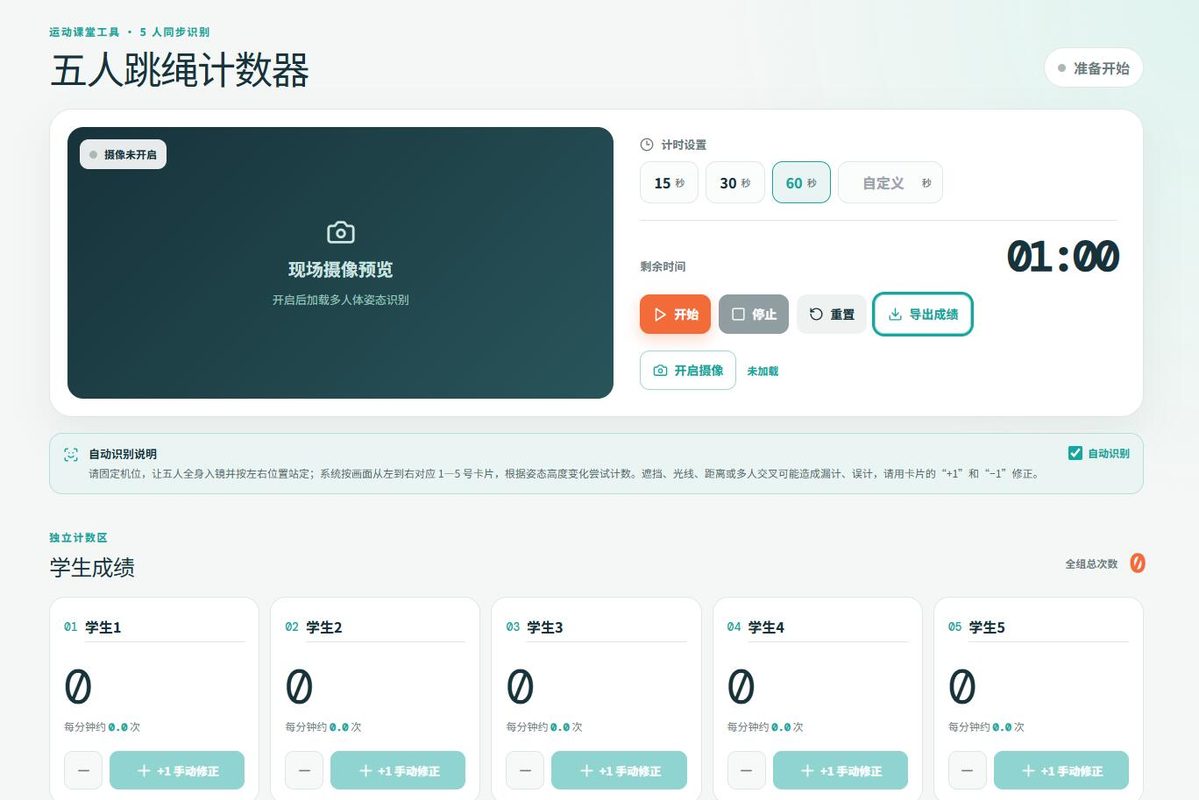 运动课堂工具 · 5 人同步识别
五人跳绳计数器
准备开始
摄像未开启
现场摄像预览
开启后加载多人体姿态识别
计时设置
15 秒
30 秒
60 秒
自定义 秒
剩余时间
01:00
开始
停止
重置
导出成绩
开启摄像
未加载
自动识别说明
自动识别
请固定机位，让五人全身入镜并按左右位置站定；系统按画面从左到右对应 1—5 号卡片，根据姿态高度变化尝试计数。遮挡、光线、距离或多人交叉可能造成漏计、误计，请用卡片的“+1”和“−1”修正。
独立计数区
学生成绩
全组总次数 0
01 学生1
0
每分钟约 0.0 次
+1 手动修正
02 学生2
0
每分钟约 0.0 次
+1 手动修正
03 学生3
0
每分钟约 0.0 次
+1 手动修正
04 学生4
0
每分钟约 0.0 次
+1 手动修正
05 学生5
0
每分钟约 0.0 次
+1 手动修正